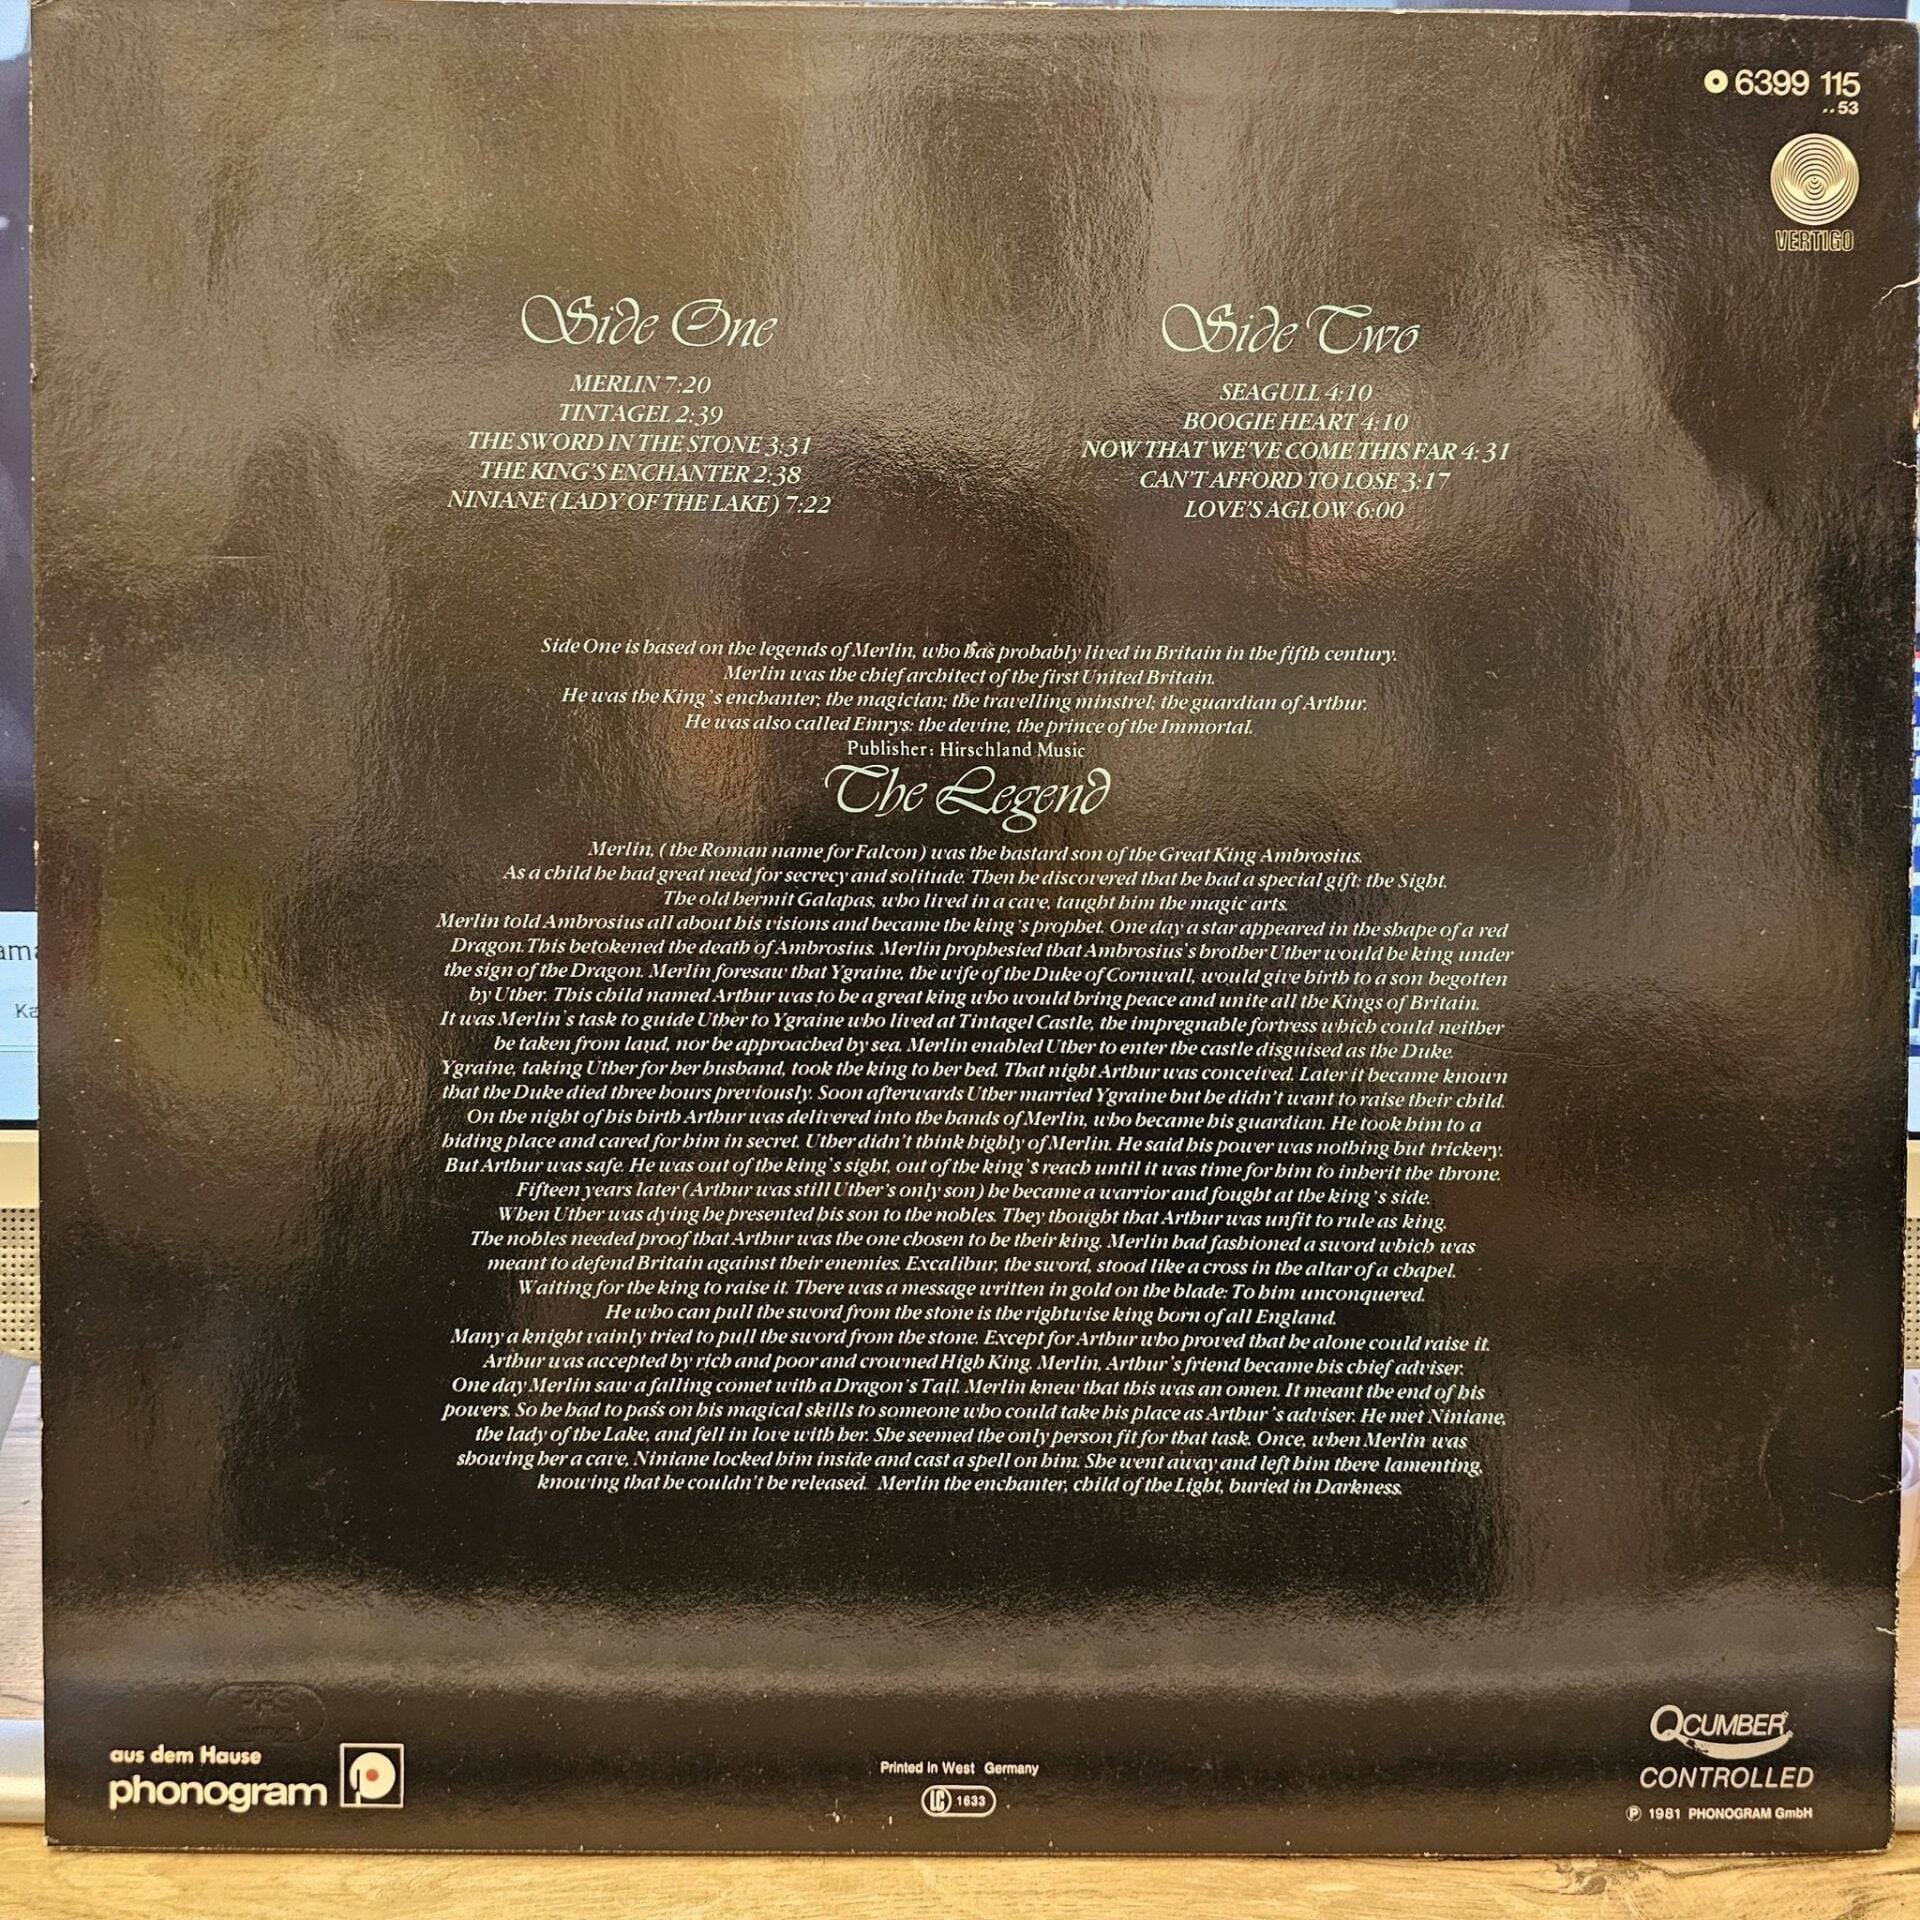 6399 115
..53
VERTIGO
Side One
MERLIN 7:20
TINTAGEL 2:39
THE SWORD IN THE STONE 3:31
THE KING'S ENCHANTER 2:38
NINIANE (LADY OF THE LAKE) 7:22
Side Two
SEAGULL 4:10
BOOGIE HEART 4:10
NOW THAT WE'VE COME THIS FAR 4:31
CAN'T AFFORD TO LOSE 3:17
LOVE'S AGLOW 6:00
Side One is based on the legends of Merlin, who has probably lived in Britain in the fifth century.
Merlin was the chief architect of the first United Britain.
He was the King's enchanter; the magician; the travelling minstrel; the guardian of Arthur.
He was also called Emrys: the devine, the prince of the Immortal.
Publisher: Hirschland Music
The Legend
Merlin, (the Roman name for Falcon) was the bastard son of the Great King Ambrosius.
As a child he had great need for secrecy and solitude. Then he discovered that he had a special gift: the Sight.
The old hermit Galapas, who lived in a cave, taught him the magic arts.
Merlin told Ambrosius all about his visions and became the king's prophet. One day a star appeared in the shape of a red
Dragon. This betokened the death of Ambrosius. Merlin prophesied that Ambrosius's brother Uther would be king under
the sign of the Dragon. Merlin foresaw that Ygraine, the wife of the Duke of Cornwall, would give birth to a son begotten
by Uther. This child named Arthur was to be a great king who would bring peace and unite all the Kings of Britain.
It was Merlin's task to guide Uther to Ygraine who lived at Tintagel Castle, the impregnable fortress which could neither
be taken from land, nor be approached by sea. Merlin enabled Uther to enter the castle disguised as the Duke.
Ygraine, taking Uther for her husband, took the king to her bed. That night Arthur was conceived. Later it became known
that the Duke died three hours previously. Soon afterwards Uther married Ygraine but he didn't want to raise their child.
On the night of his birth Arthur was delivered into the hands of Merlin, who became his guardian. He took him to a
hiding place and cared for him in secret. Uther didn't think highly of Merlin. He said his power was nothing but trickery.
But Arthur was safe. He was out of the king's sight, out of the king's reach until it was time for him to inherit the throne.
Fifteen years later (Arthur was still Uther's only son) he became a warrior and fought at the king's side.
When Uther was dying he presented his son to the nobles. They thought that Arthur was unfit to rule as king.
The nobles needed proof that Arthur was the one chosen to be their king. Merlin had fashioned a sword which was
meant to defend Britain against their enemies. Excalibur, the sword, stood like a cross in the altar of a chapel.
Waiting for the king to raise it. There was a message written in gold on the blade: To him unconquered.
He who can pull the sword from the stone is the rightwise king born of all England.
Many a knight vainly tried to pull the sword from the stone. Except for Arthur who proved that he alone could raise it.
Arthur was accepted by rich and poor and crowned High King. Merlin, Arthur's friend became his chief adviser.
One day Merlin saw a falling comet with a Dragon's Tail. Merlin knew that this was an omen. It meant the end of his
powers. So he had to pass on his magical skills to someone who could take his place as Arthur's adviser. He met Niniane,
the lady of the Lake, and fell in love with her. She seemed the only person fit for that task. Once, when Merlin was
showing her a cave, Niniane locked him inside and cast a spell on him. She went away and left him there lamenting,
knowing that he couldn't be released. Merlin the enchanter, child of the Light, buried in Darkness.
aus dem Hause
phonogram
Printed in West Germany
LC 1633
QCUMBER
CONTROLLED
℗ 1981 PHONOGRAM GmbH